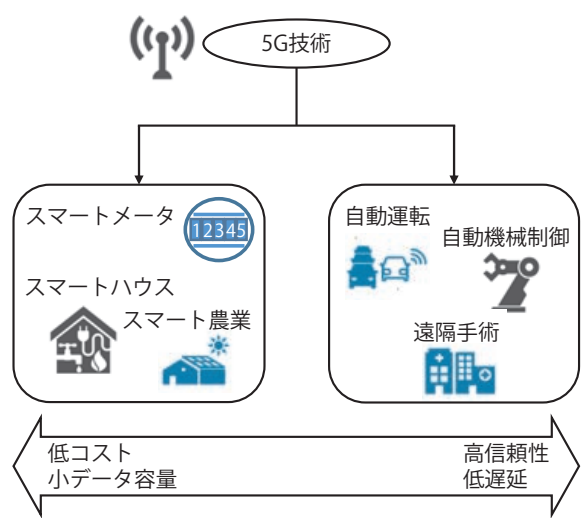 5G技術
スマートメータ
12345
スマートハウス
スマート農業
自動運転
自動機械制御
遠隔手術
低コスト
小データ容量
高信頼性
低遅延